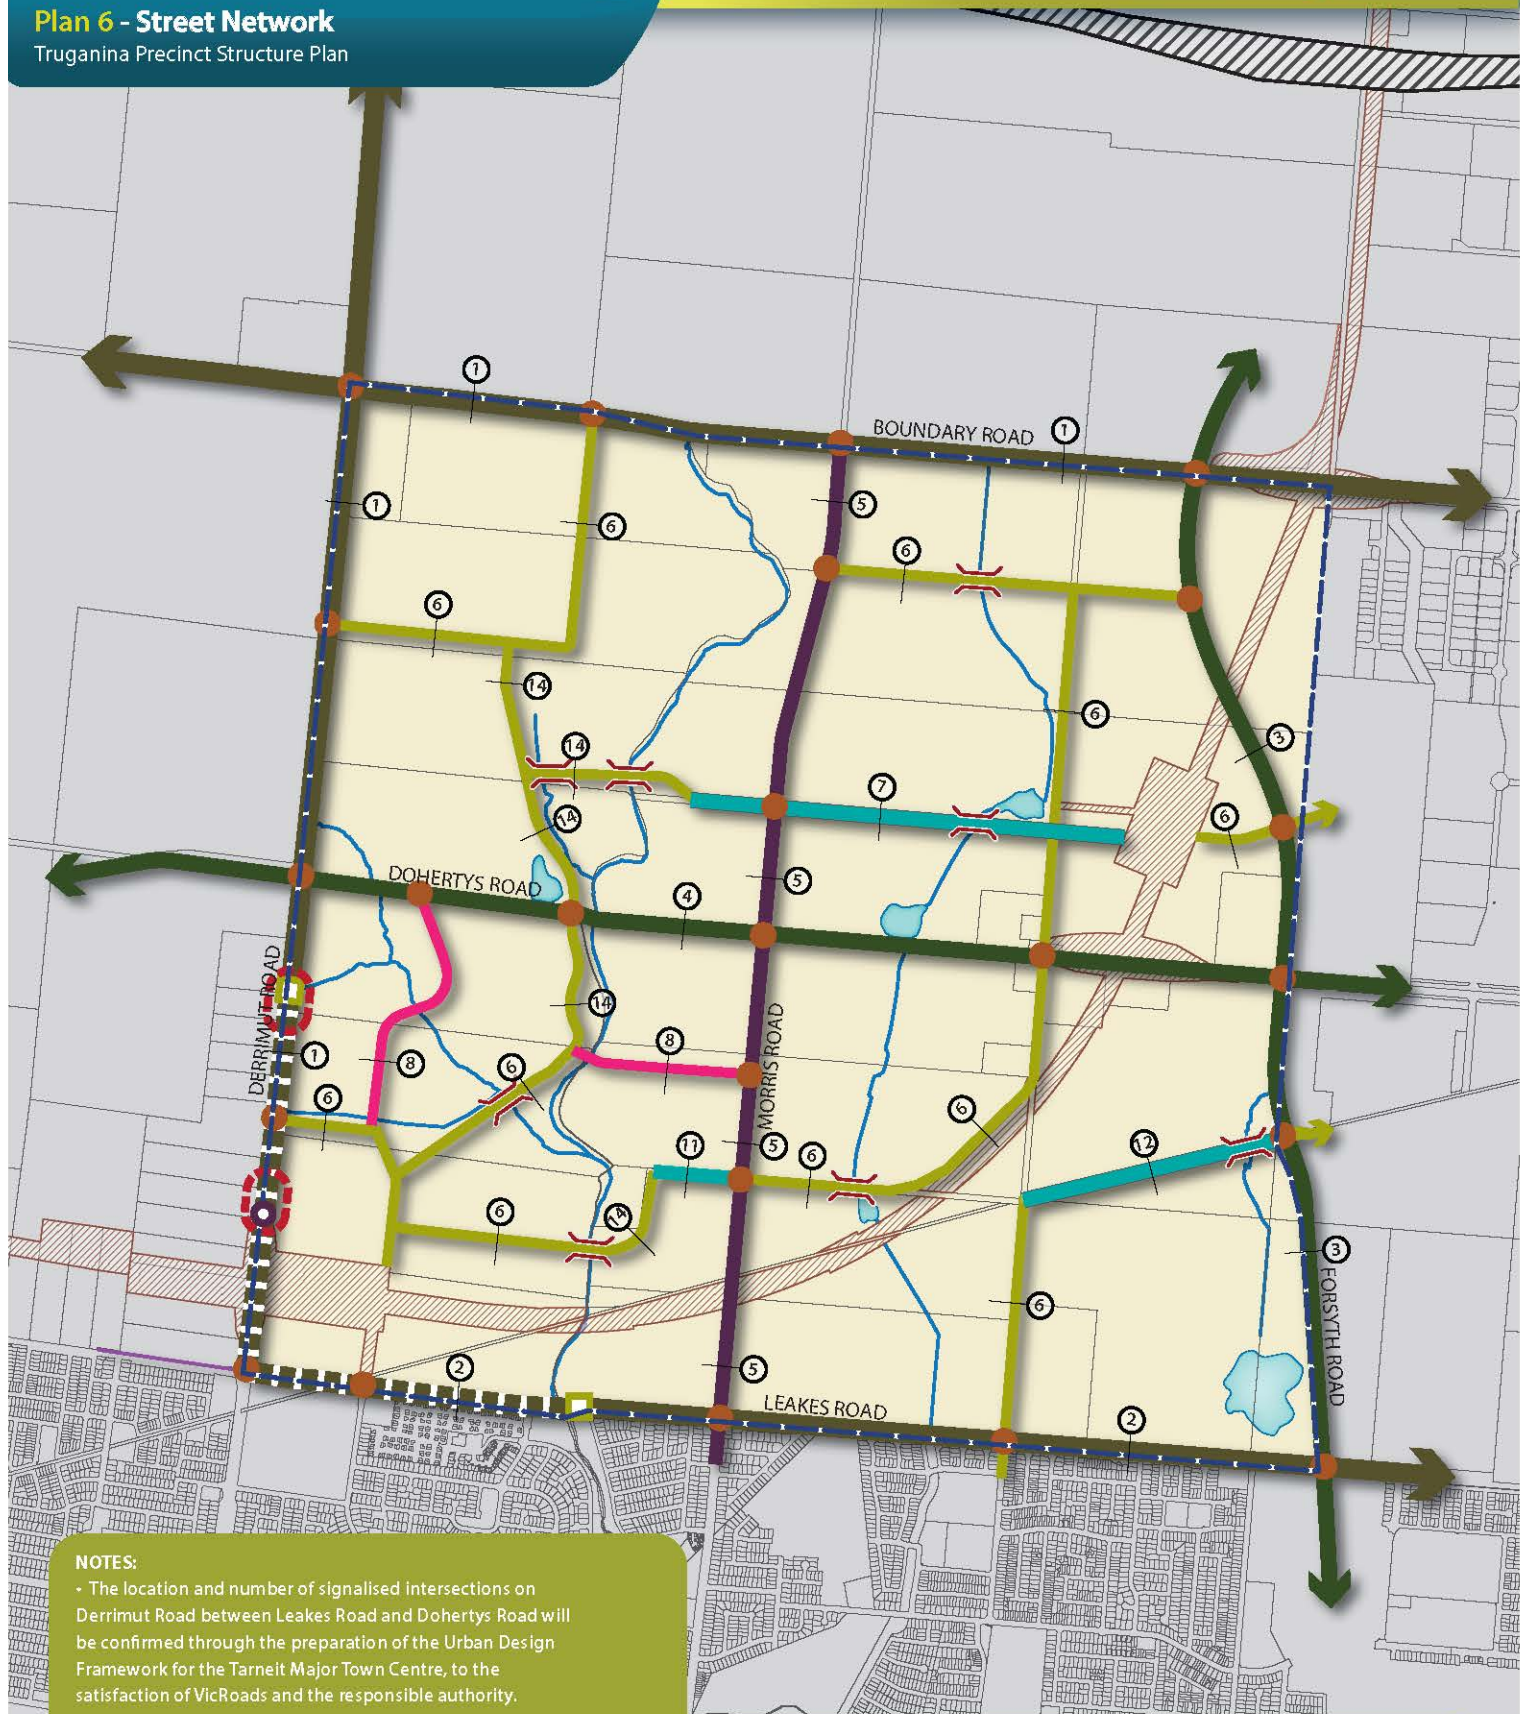 Plan 6 - Street Network
Truganina Precinct Structure Plan
1
BOUNDARY ROAD
1
1
6
5
6
6
14
6
14
3
7
6
14
DOHERTYS ROAD
4
5
DERRIMUT ROAD
14
MORRIS ROAD
8
1
8
6
6
6
5
11
6
12
6
14
3
FORSYTH ROAD
6
2
5
LEAKES ROAD
2
NOTES:
• The location and number of signalised intersections on
Derrimut Road between Leakes Road and Dohertys Road will
be confirmed through the preparation of the Urban Design
Framework for the Tarneit Major Town Centre, to the
satisfaction of VicRoads and the responsible authority.